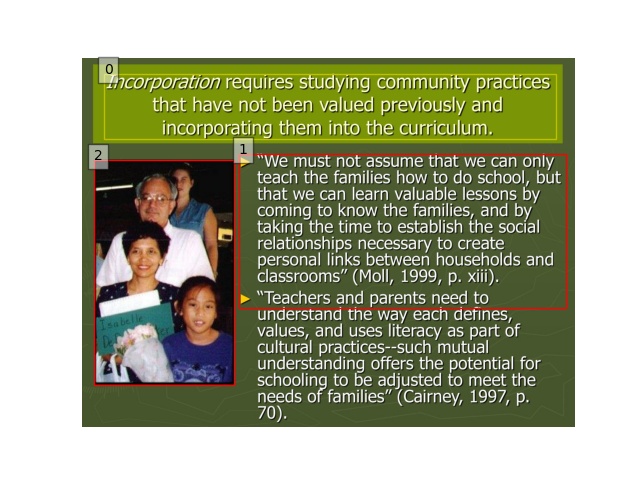 0
Incorporation requires studying community practices
that have not been valued previously and
incorporating them into the curriculum.
1
"We must not assume that we can only
teach the families how to do school, but
that we can learn valuable lessons by
coming to know the families, and by
taking the time to establish the social
relationships necessary to create
personal links between households and
classrooms" (Moll, 1999, p. xiii).
"Teachers and parents need to
understand the way each defines,
values, and uses literacy as part of
cultural practices--such mutual
understanding offers the potential for
schooling to be adjusted to meet the
needs of families" (Cairney, 1997, p.
70).
2
Isabelle